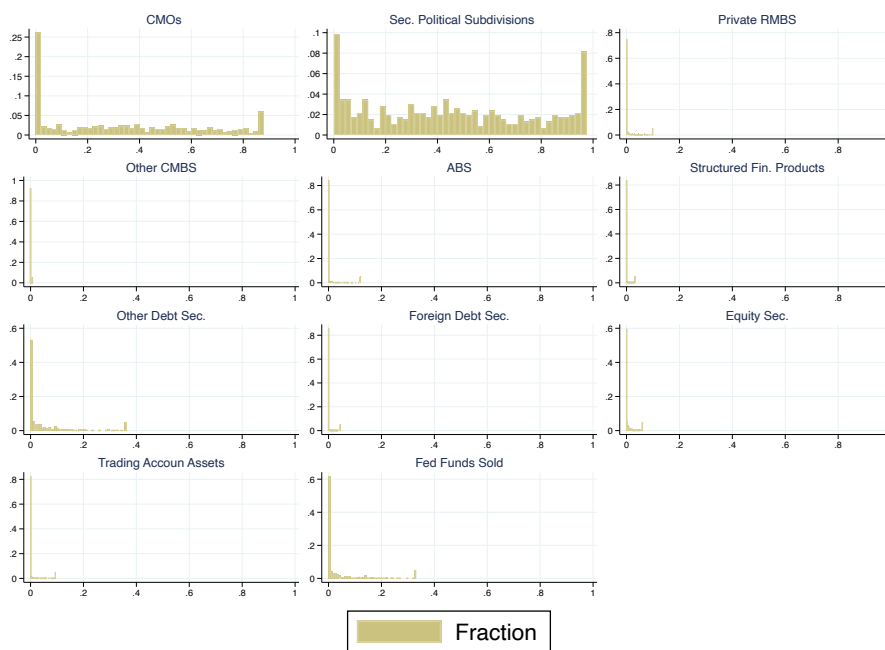 CMOs
Sec. Political Subdivisions
Private RMBS
.25
.2
.15
.1
.05
0
0 .2 .4 .6 .8 1
.1
.08
.06
.04
.02
0
0 .2 .4 .6 .8 1
.8
.6
.4
.2
0
0 .2 .4 .6 .8
Other CMBS
ABS
Structured Fin. Products
1
.8
.6
.4
.2
0
0 .2 .4 .6 .8 1
.8
.6
.4
.2
0
0 .2 .4 .6 .8 1
.8
.6
.4
.2
0
0 .2 .4 .6 .8
Other Debt Sec.
Foreign Debt Sec.
Equity Sec.
.6
.4
.2
0
0 .2 .4 .6 .8 1
.8
.6
.4
.2
0
0 .2 .4 .6 .8 1
.6
.4
.2
0
0 .2 .4 .6 .8
Trading Accoun Assets
Fed Funds Sold
.8
.6
.4
.2
0
0 .2 .4 .6 .8 1
.6
.4
.2
0
0 .2 .4 .6 .8 1
Fraction